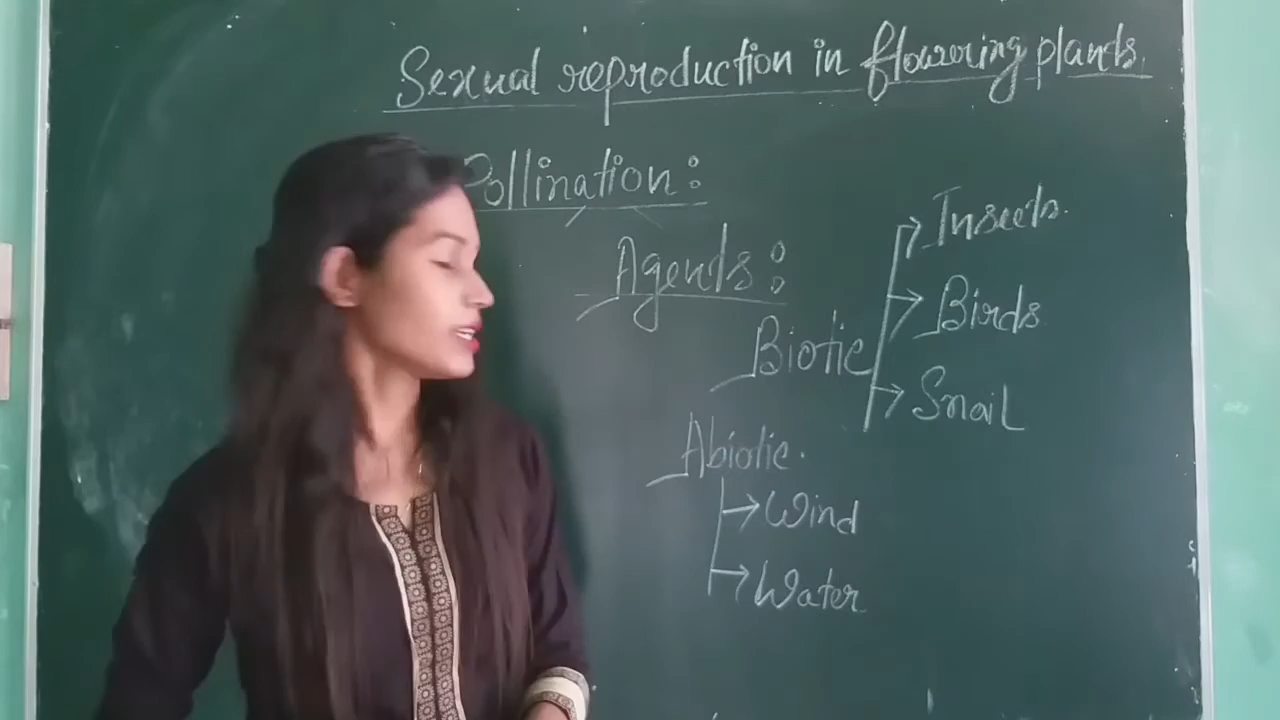 Sexual reproduction in flowering plants.
Pollination:
Agents:
Biotic
→ Insects.
→ Birds
→ Snail
Abiotic.
→ Wind
→ Water